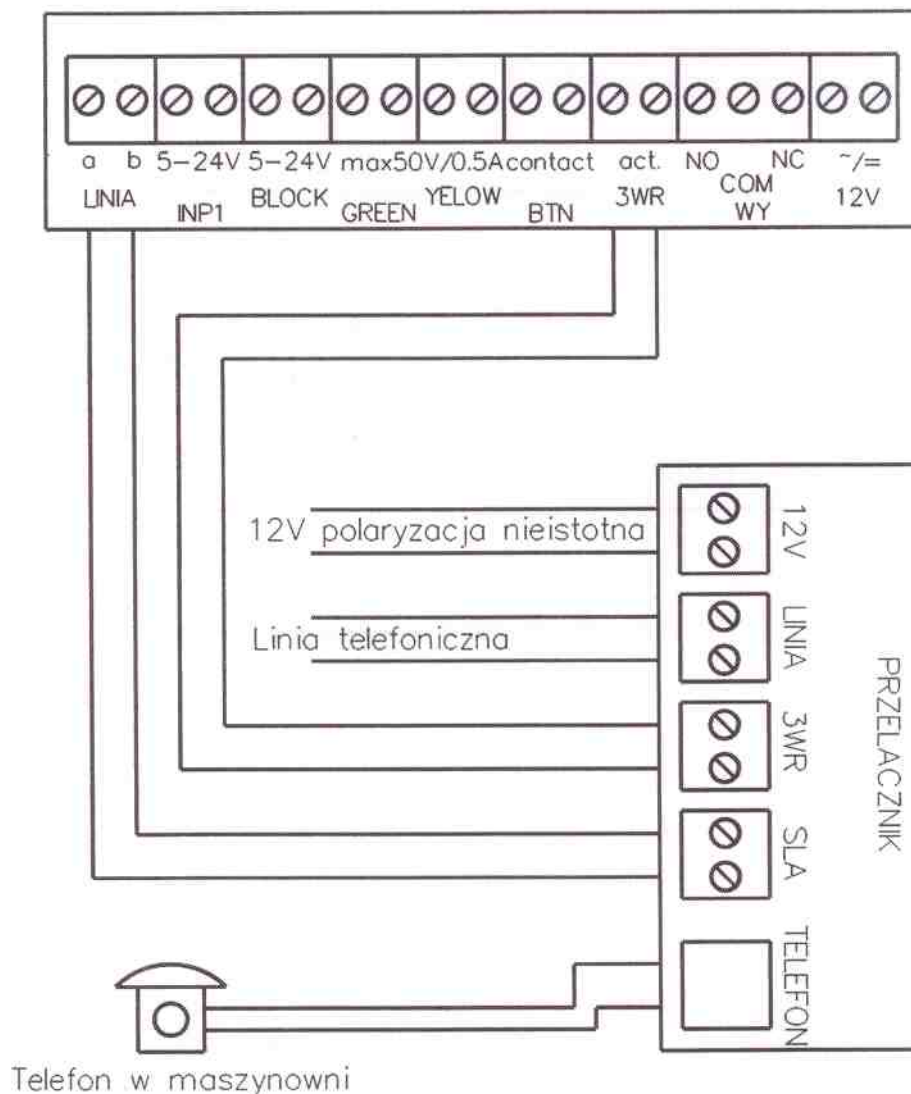 a b 5-24V 5-24V max50V/0.5A contact act. NO NC ~/=
LINIA INP1 BLOCK GREEN YELOW BTN 3WR COM WY 12V
12V polaryzacja nieistotna
12V
Linia telefoniczna
LINIA
3WR
SLA
TELEFON
PRZELACZNIK
Telefon w maszynowni